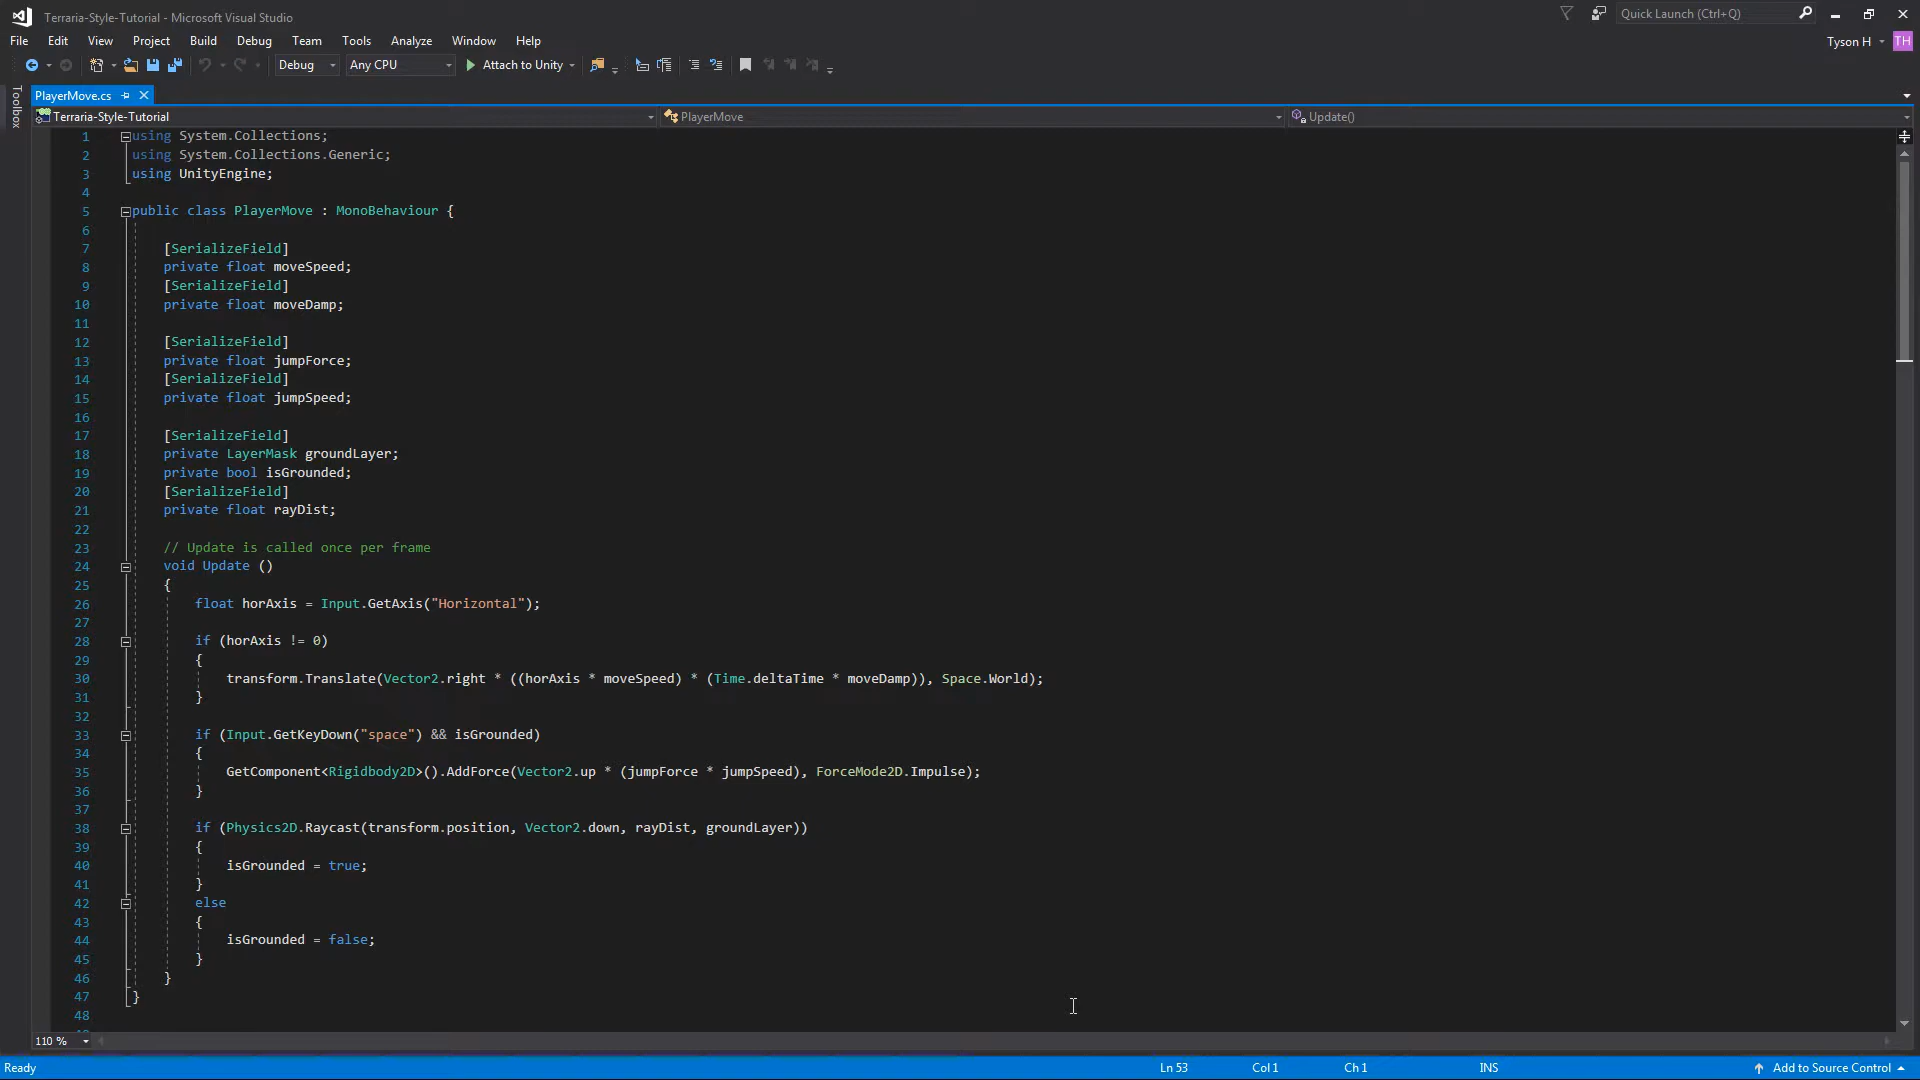 Terraria-Style-Tutorial - Microsoft Visual Studio
Quick Launch (Ctrl+Q)
File Edit View Project Build Debug Team Tools Analyze Window Help
Tyson H TH
Debug Any CPU Attach to Unity
Toolbox
PlayerMove.cs
Terraria-Style-Tutorial PlayerMove Update()
1 using System.Collections;
2 using System.Collections.Generic;
3 using UnityEngine;
4
5 public class PlayerMove : MonoBehaviour {
6
7 [SerializeField]
8 private float moveSpeed;
9 [SerializeField]
10 private float moveDamp;
11
12 [SerializeField]
13 private float jumpForce;
14 [SerializeField]
15 private float jumpSpeed;
16
17 [SerializeField]
18 private LayerMask groundLayer;
19 private bool isGrounded;
20 [SerializeField]
21 private float rayDist;
22
23 // Update is called once per frame
24 void Update ()
25 {
26 float horAxis = Input.GetAxis("Horizontal");
27
28 if (horAxis != 0)
29 {
30 transform.Translate(Vector2.right * ((horAxis * moveSpeed) * (Time.deltaTime * moveDamp)), Space.World);
31 }
32
33 if (Input.GetKeyDown("space") && isGrounded)
34 {
35 GetComponent<Rigidbody2D>().AddForce(Vector2.up * (jumpForce * jumpSpeed), ForceMode2D.Impulse);
36 }
37
38 if (Physics2D.Raycast(transform.position, Vector2.down, rayDist, groundLayer))
39 {
40 isGrounded = true;
41 }
42 else
43 {
44 isGrounded = false;
45 }
46 }
47 }
48
110 %
Ready Ln 53 Col 1 Ch 1 INS Add to Source Control